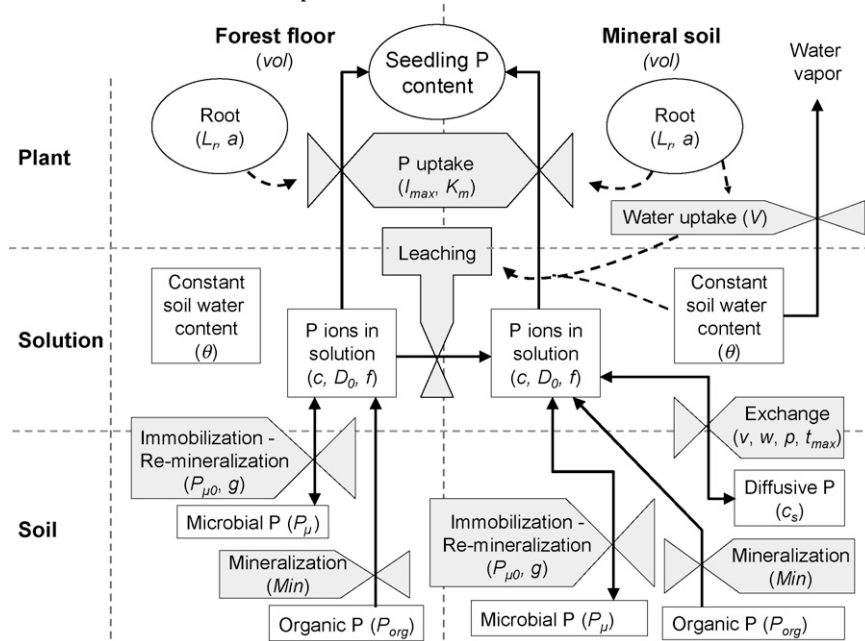 Forest floor
(vol)
Seedling P
content
Mineral soil
(vol)
Water
vapor
Root
(Lr, a)
Root
(Lr, a)
Plant
P uptake
(Imax, Km)
Water uptake (V)
Leaching
Constant
soil water
content
(θ)
Constant
soil water
content
(θ)
Solution
P ions in
solution
(c, D0, f)
P ions in
solution
(c, D0, f)
Immobilization -
Re-mineralization
(Pμ0, g)
Exchange
(v, w, p, tmax)
Microbial P (Pμ)
Diffusive P
(cs)
Soil
Immobilization -
Re-mineralization
(Pμ0, g)
Mineralization
(Min)
Mineralization
(Min)
Organic P (Porg)
Microbial P (Pμ)
Organic P (Porg)